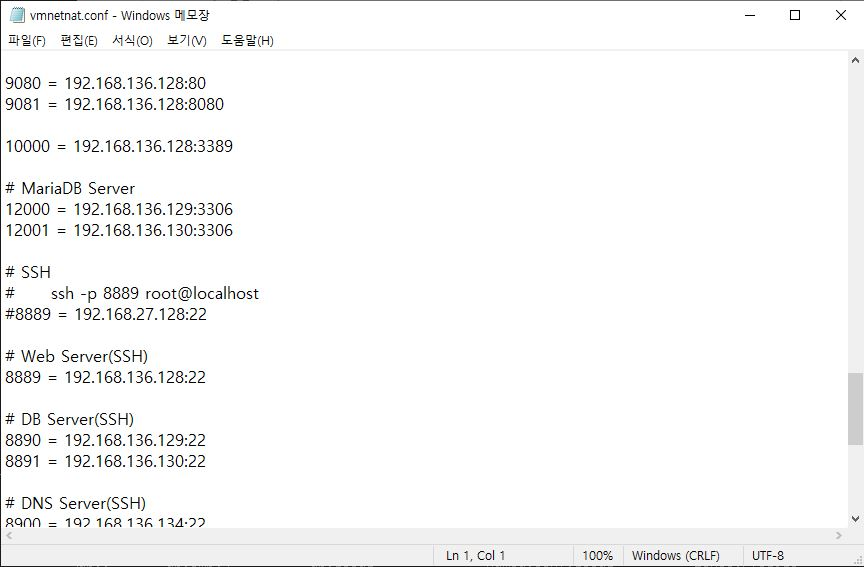 vmnetnat.conf - Windows 메모장
파일(F) 편집(E) 서식(O) 보기(V) 도움말(H)
9080 = 192.168.136.128:80
9081 = 192.168.136.128:8080
10000 = 192.168.136.128:3389
# MariaDB Server
12000 = 192.168.136.129:3306
12001 = 192.168.136.130:3306
# SSH
# ssh -p 8889 root@localhost
#8889 = 192.168.27.128:22
# Web Server(SSH)
8889 = 192.168.136.128:22
# DB Server(SSH)
8890 = 192.168.136.129:22
8891 = 192.168.136.130:22
# DNS Server(SSH)
8900 = 192.168.136.134:22
Ln 1, Col 1 100% Windows (CRLF) UTF-8